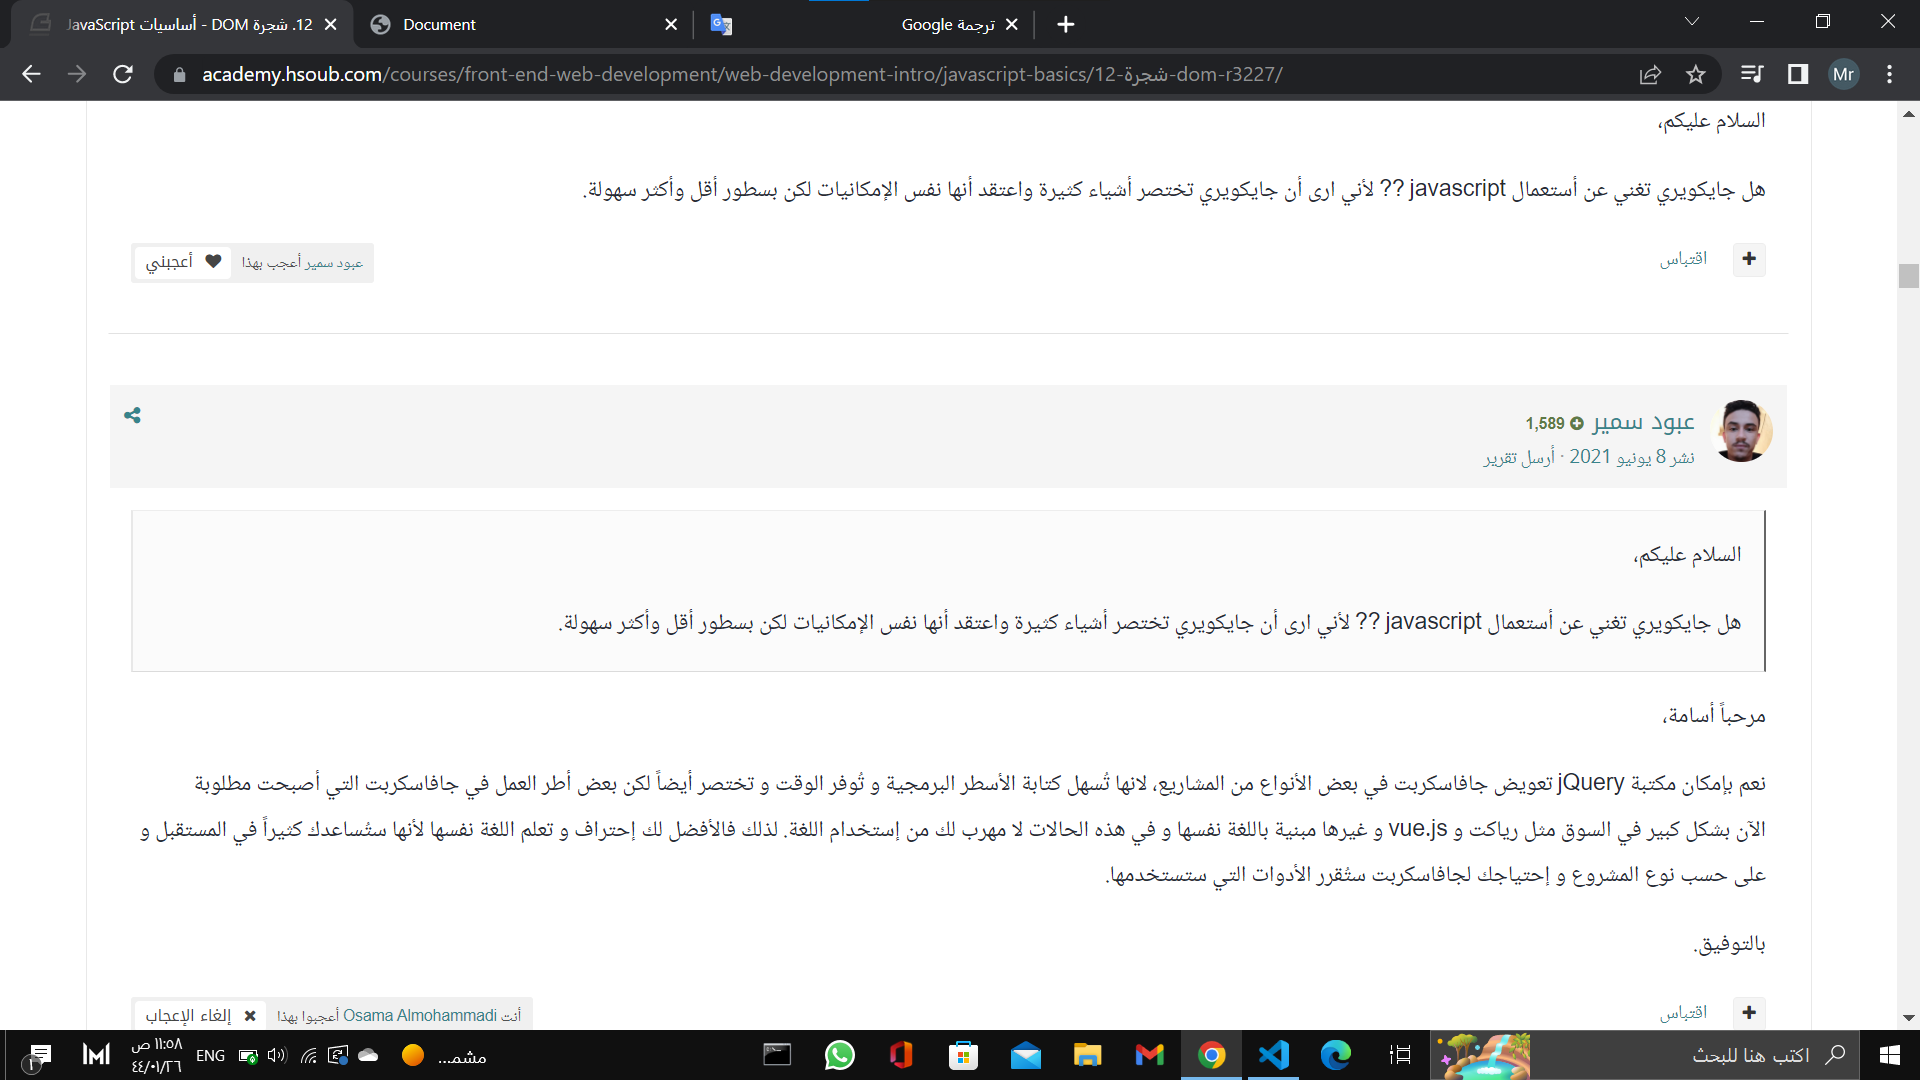 12. شجرة DOM - أساسيات JavaScript
Document
ترجمة Google
academy.hsoub.com/courses/front-end-web-development/web-development-intro/javascript-basics/12-شجرة-dom-r3227/
Mr
السلام عليكم،
هل جايكويري تغني عن أستعمال javascript ?? لأني ارى أن جايكويري تختصر أشياء كثيرة واعتقد أنها نفس الإمكانيات لكن بسطور أقل وأكثر سهولة.
اقتباس
عبود سمير أعجب بهذا
أعجبني
عبود سمير 1,589
نشر 8 يونيو 2021 · أرسل تقرير
السلام عليكم،
هل جايكويري تغني عن أستعمال javascript ?? لأني ارى أن جايكويري تختصر أشياء كثيرة واعتقد أنها نفس الإمكانيات لكن بسطور أقل وأكثر سهولة.
مرحباً أسامة،
نعم بإمكان مكتبة jQuery تعويض جافاسكربت في بعض الأنواع من المشاريع، لانها تُسهل كتابة الأسطر البرمجية و تُوفر الوقت و تختصر أيضاً لكن بعض أطر العمل في جافاسكربت التي أصبحت مطلوبة
الآن بشكل كبير في السوق مثل رياكت و vue.js و غيرها مبنية باللغة نفسها و في هذه الحالات لا مهرب لك من إستخدام اللغة. لذلك فالأفضل لك إحتراف و تعلم اللغة نفسها لأنها ستُساعدك كثيراً في المستقبل و
على حسب نوع المشروع و إحتياجك لجافاسكربت ستُقرر الأدوات التي ستستخدمها.
بالتوفيق.
اقتباس
أنت Osama Almohammadi أعجبوا بهذا
إلغاء الإعجاب
اكتب هنا للبحث
مشمـ...
ENG
١١:٥٨ ص
٤٤/٠١/٢٦
١